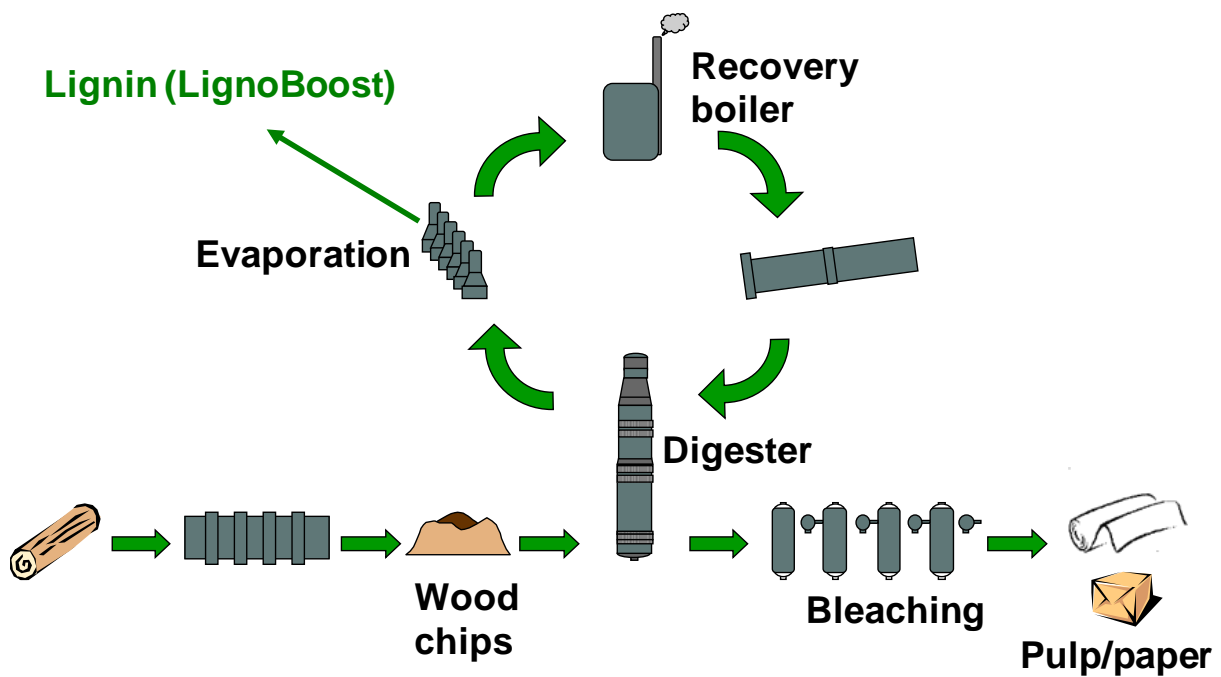 Recovery
boiler
Lignin (LignoBoost)
Evaporation
Digester
Wood
chips
Bleaching
Pulp/paper